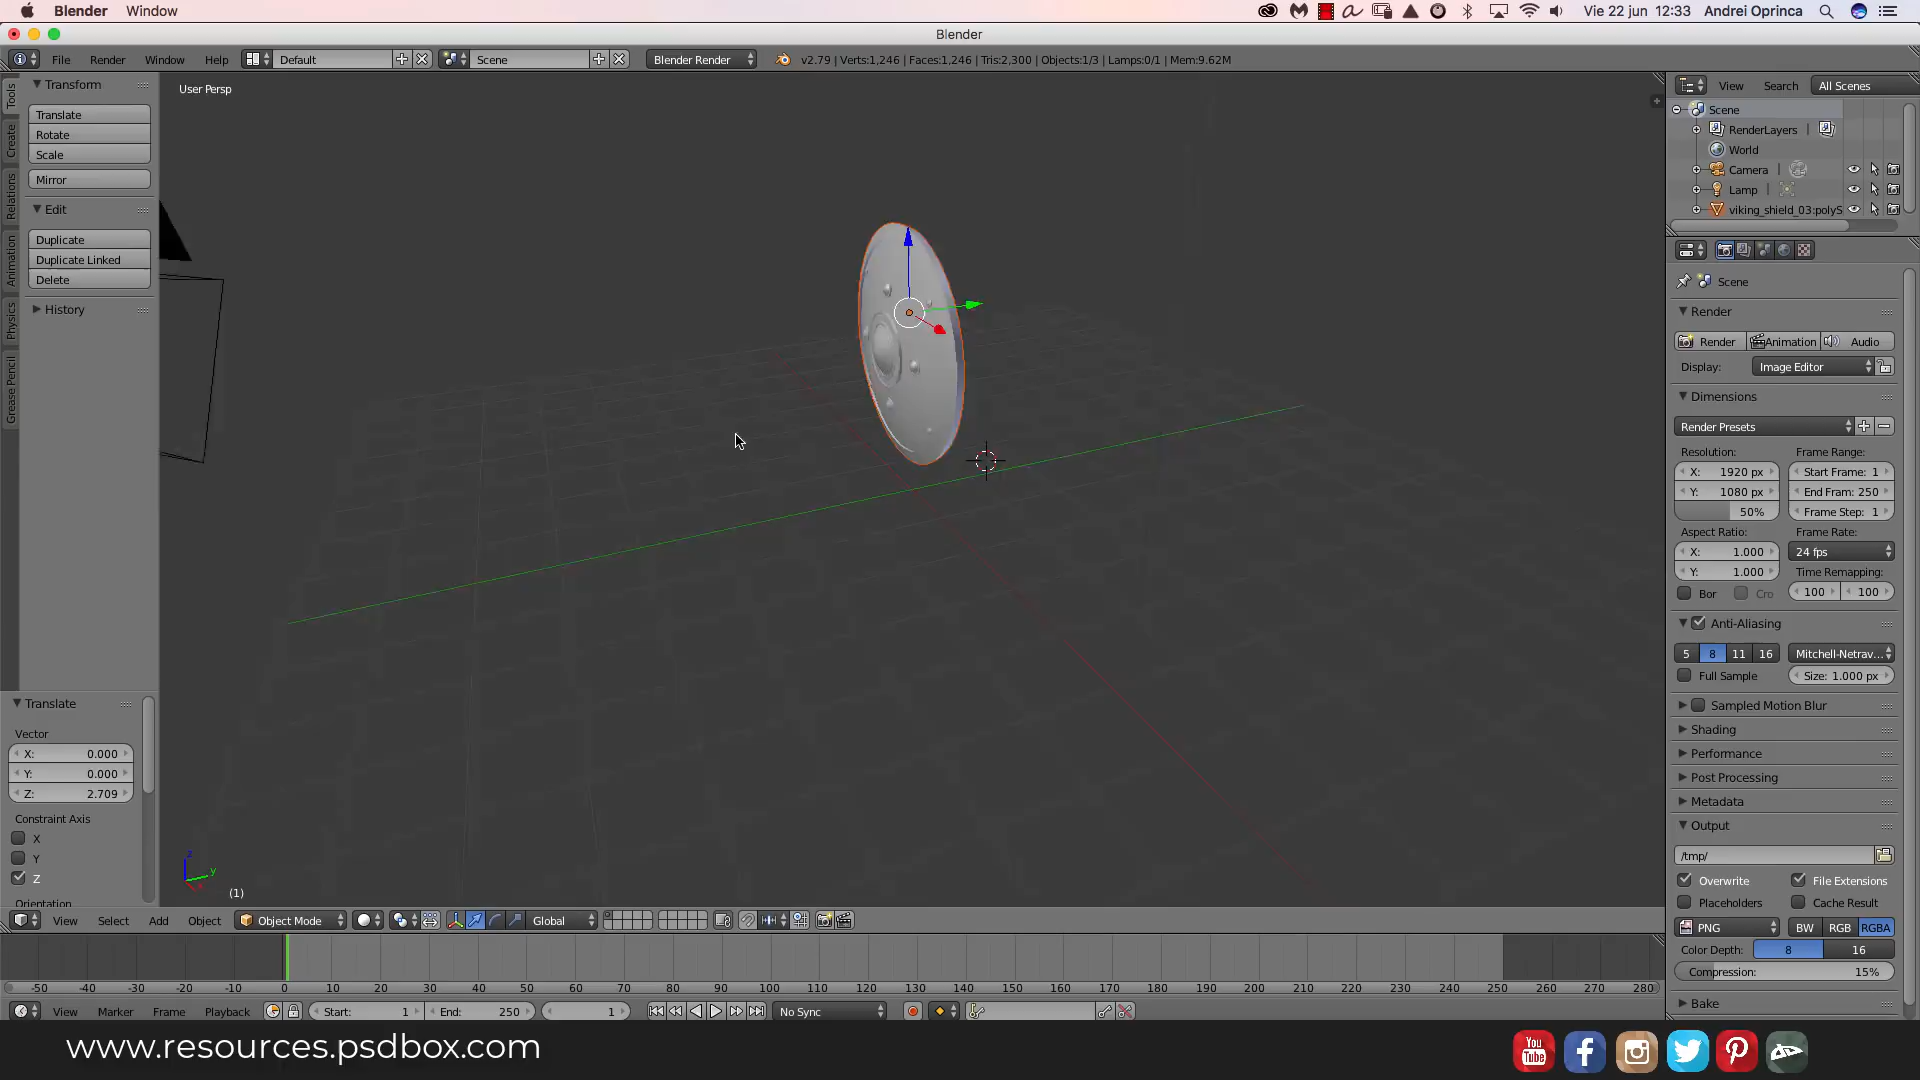 Blender Window Vie 22 jun 12:33 Andrei Oprinca
Blender
File Render Window Help Default Scene Blender Render v2.79 | Verts:1,246 | Faces:1,246 | Tris:2,300 | Objects:1/3 | Lamps:0/1 | Mem:9.62M
Tools
Create
Relations
Animation
Physics
Grease Pencil
Transform
Translate
Rotate
Scale
Mirror
Edit
Duplicate
Duplicate Linked
Delete
History
Translate
Vector
X: 0.000
Y: 0.000
Z: 2.709
Constraint Axis
X
Y
Z
Orientation
User Persp
z
y
x
(1)
View Search All Scenes
Scene
RenderLayers |
World
Camera |
Lamp |
viking_shield_03:polyS
Scene
Render
Render Animation Audio
Display: Image Editor
Dimensions
Render Presets
Resolution: Frame Range:
X: 1920 px Start Frame: 1
Y: 1080 px End Fram: 250
50% Frame Step: 1
Aspect Ratio: Frame Rate:
X: 1.000 24 fps
Y: 1.000 Time Remapping:
Bor Cro 100 100
Anti-Aliasing
5 8 11 16 Mitchell-Netrav...
Full Sample Size: 1.000 px
Sampled Motion Blur
Shading
Performance
Post Processing
Metadata
Output
/tmp/
Overwrite File Extensions
Placeholders Cache Result
PNG BW RGB RGBA
Color Depth: 8 16
Compression: 15%
Bake
View Select Add Object Object Mode Global
-50 -40 -30 -20 -10 0 10 20 30 40 50 60 70 80 90 100 110 120 130 140 150 160 170 180 190 200 210 220 230 240 250 260 270 280
View Marker Frame Playback Start: 1 End: 250 1 No Sync
www.resources.psdbox.com
You Tube